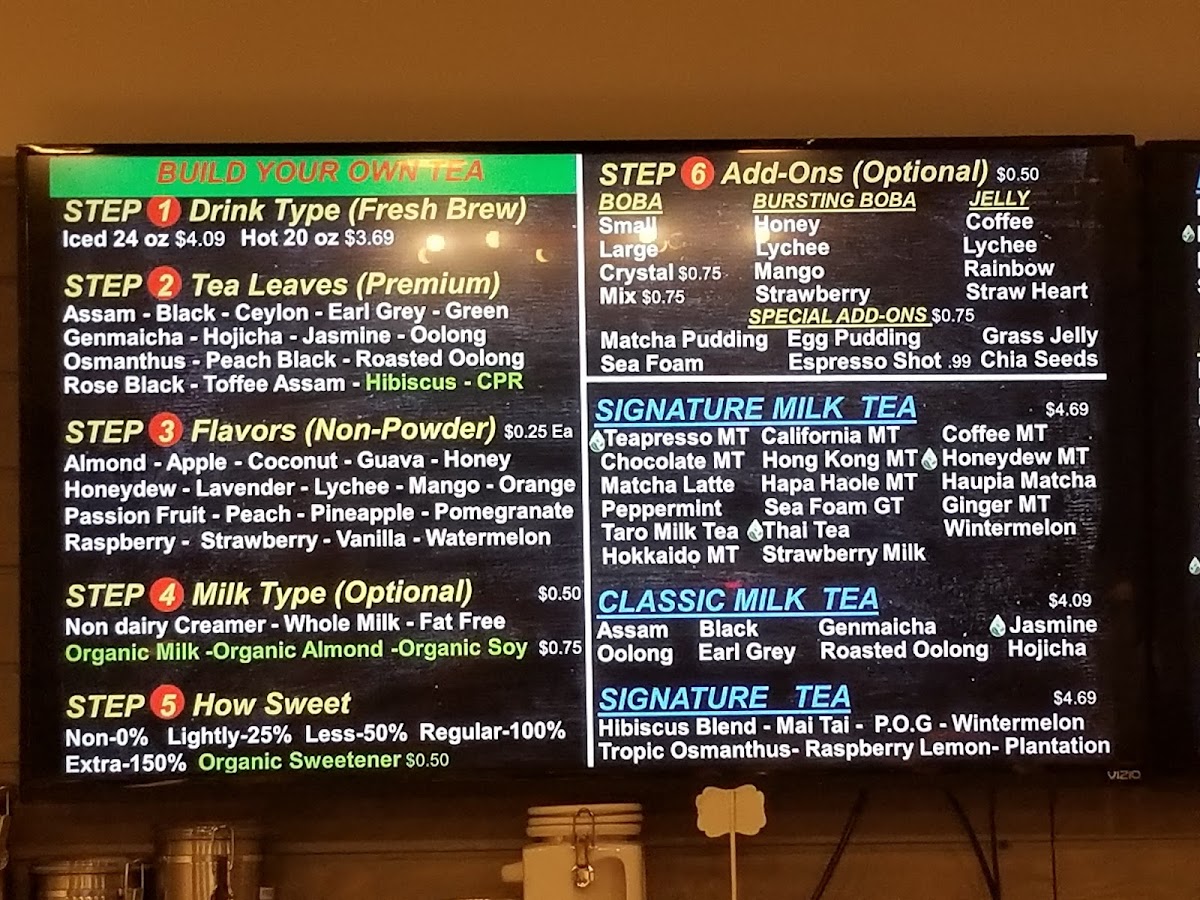 BUILD YOUR OWN TEA
STEP 1 Drink Type (Fresh Brew)
Iced 24 oz $4.09 Hot 20 oz $3.69
STEP 2 Tea Leaves (Premium)
Assam - Black - Ceylon - Earl Grey - Green
Genmaicha - Hojicha - Jasmine - Oolong
Osmanthus - Peach Black - Roasted Oolong
Rose Black - Toffee Assam - Hibiscus - CPR
STEP 3 Flavors (Non-Powder) $0.25 Ea
Almond - Apple - Coconut - Guava - Honey
Honeydew - Lavender - Lychee - Mango - Orange
Passion Fruit - Peach - Pineapple - Pomegranate
Raspberry - Strawberry - Vanilla - Watermelon
STEP 4 Milk Type (Optional) $0.50
Non dairy Creamer - Whole Milk - Fat Free
Organic Milk -Organic Almond -Organic Soy $0.75
STEP 5 How Sweet
Non-0% Lightly-25% Less-50% Regular-100%
Extra-150% Organic Sweetener $0.50
STEP 6 Add-Ons (Optional) $0.50
BOBA BURSTING BOBA JELLY
Small Honey Coffee
Large Lychee Lychee
Crystal $0.75 Mango Rainbow
Mix $0.75 Strawberry Straw Heart
SPECIAL ADD-ONS $0.75
Matcha Pudding Egg Pudding Grass Jelly
Sea Foam Espresso Shot .99 Chia Seeds
SIGNATURE MILK TEA $4.69
Teapresso MT California MT Coffee MT
Chocolate MT Hong Kong MT Honeydew MT
Matcha Latte Hapa Haole MT Haupia Matcha
Peppermint Sea Foam GT Ginger MT
Taro Milk Tea Thai Tea Wintermelon
Hokkaido MT Strawberry Milk
CLASSIC MILK TEA $4.09
Assam Black Genmaicha Jasmine
Oolong Earl Grey Roasted Oolong Hojicha
SIGNATURE TEA $4.69
Hibiscus Blend - Mai Tai - P.O.G - Wintermelon
Tropic Osmanthus- Raspberry Lemon- Plantation
VIZIO